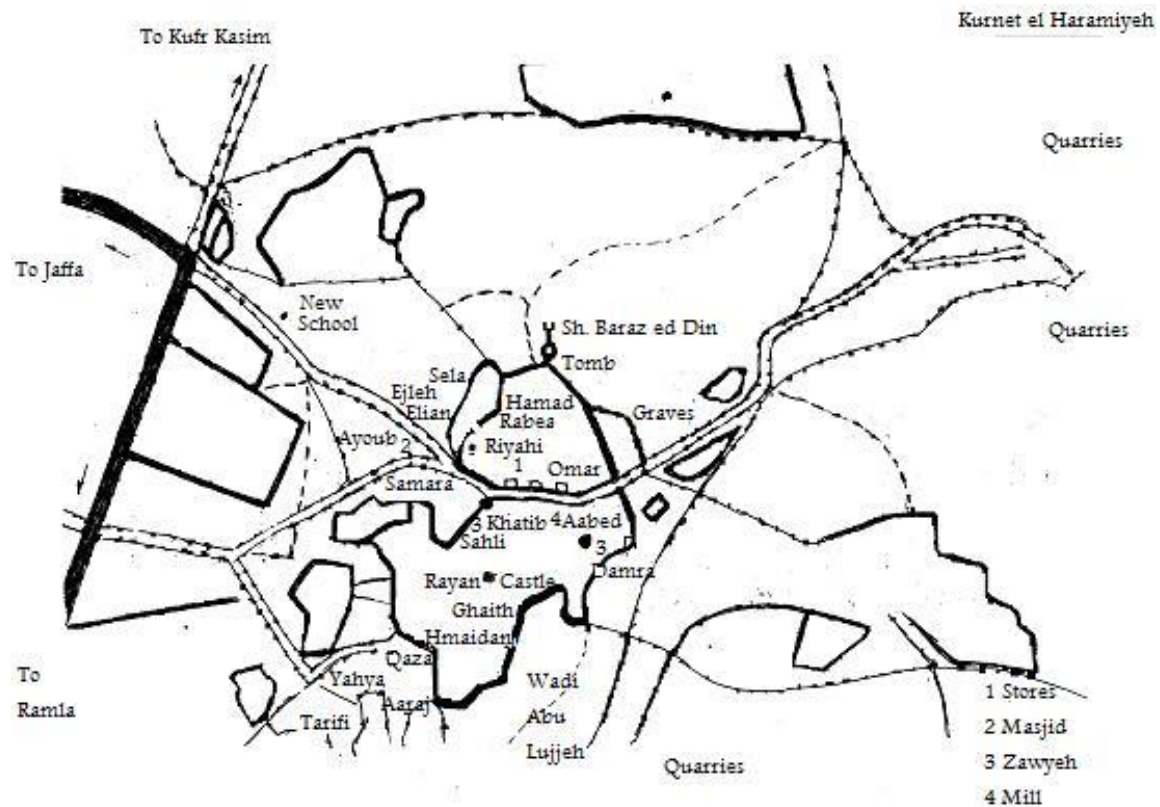 Kurnet el Haramiyeh
To Kufr Kasim
Quarries
To Jaffa
New
School
Sh. Baraz ed Din
Quarries
Tomb
Sela
Ejleh
Elian
Hamad
Rabea
Graves
Ayoub 2
Riyahi
1
Omar
Samara
3 Khatib
4 Aabed
Sahli
3
Damra
Rayan
Castle
Ghaith
Hmaidan
Qaza
Yahya
Aaraj
Tarifi
To
Ramla
Wadi
Abu
Lujjeh
Quarries
1 Stores
2 Masjid
3 Zawyeh
4 Mill